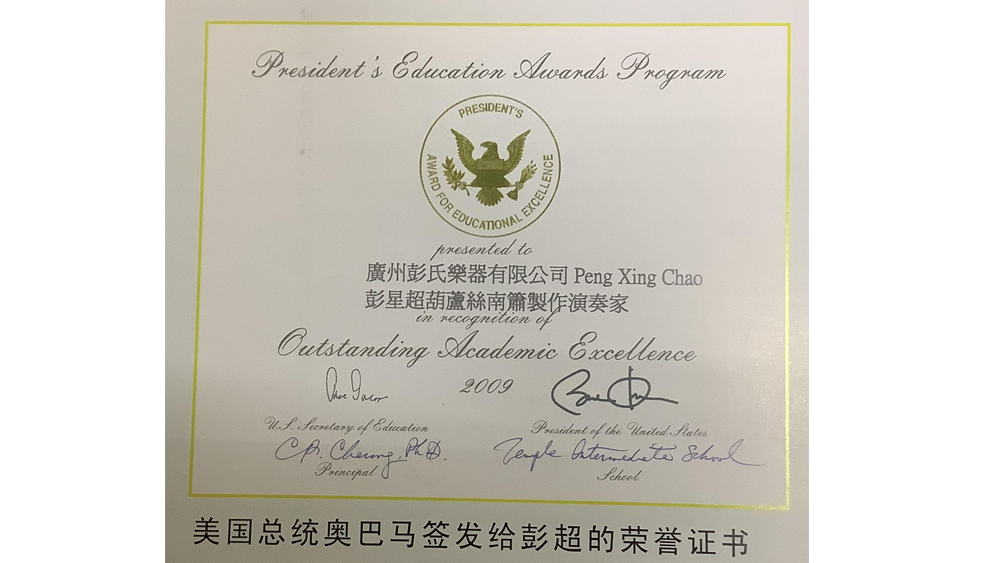 President's Education Awards Program
PRESIDENT'S
AWARD FOR EDUCATIONAL EXCELLENCE
presented to
廣州彭氏樂器有限公司 Peng Xing Chao
彭星超葫蘆絲南簫製作演奏家
in recognition of
Outstanding Academic Excellence
2009
U.S. Secretary of Education
President of the United States
C.B. Cheung, Ph.D.
Temple Intermediate School
Principal
School
美国总统奥巴马签发给彭超的荣誉证书